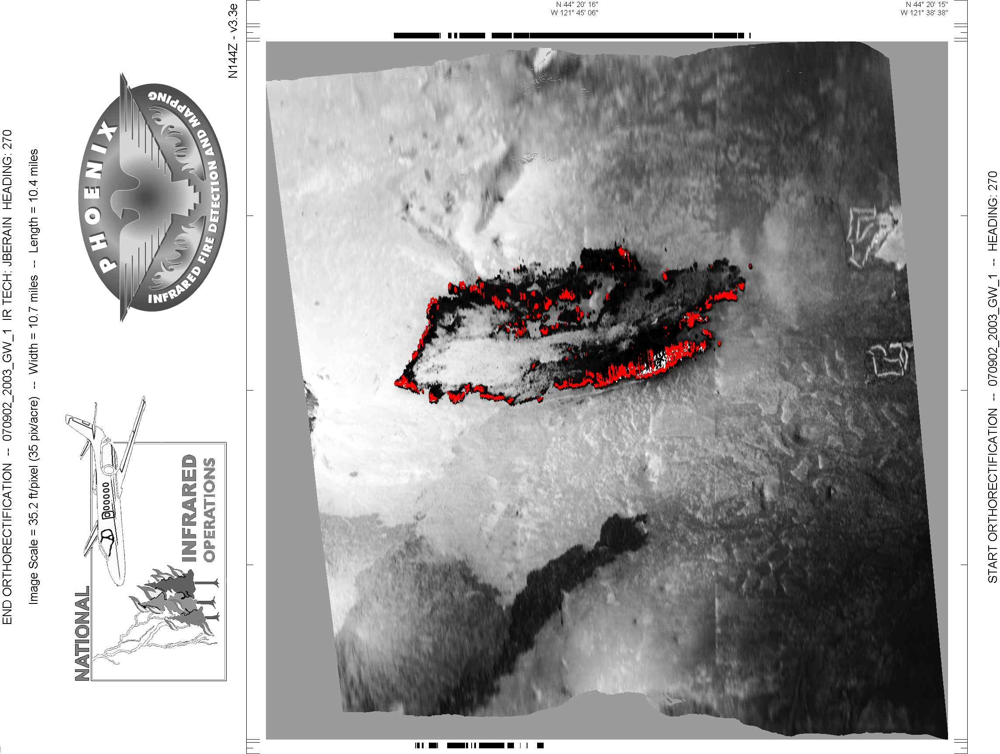 END ORTHORECTIFICATION -- 070902_2003_GW_1 IR TECH: JBERAIN HEADING: 270
Image Scale = 35.2 ft/pixel (35 pix/acre) -- Width = 10.7 miles -- Length = 10.4 miles
PHOENIX
INFRARED FIRE DETECTION AND MAPPING
NATIONAL
INFRARED
OPERATIONS
N144Z - v3.3e
N 44° 20' 16"
W 121° 45' 06"
N 44° 20' 15"
W 121° 38' 38"
START ORTHORECTIFICATION -- 070902_2003_GW_1 -- HEADING: 270